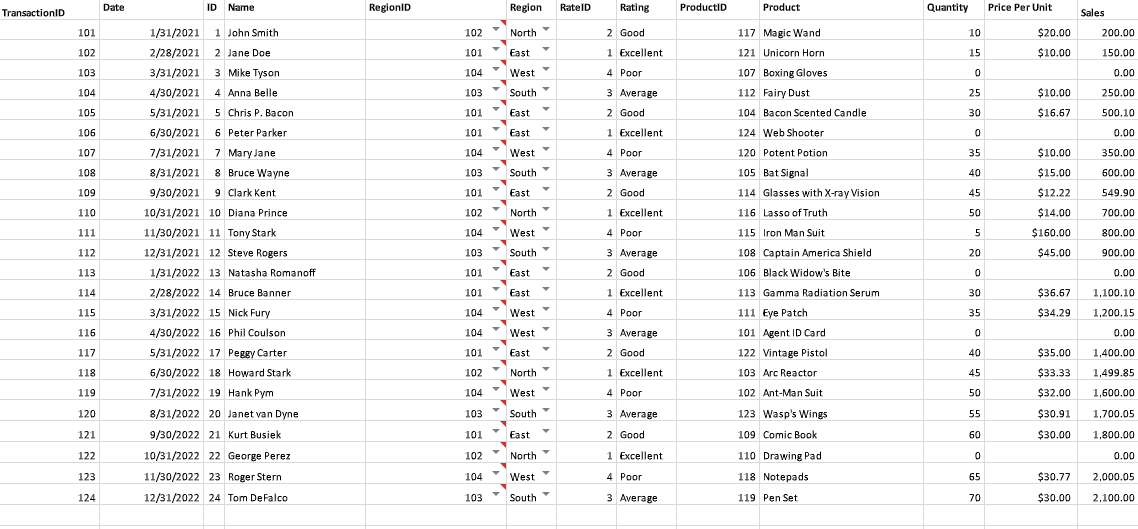 TransactionID Date ID Name RegionID Region RateID Rating ProductID Product Quantity Price Per Unit Sales
101 1/31/2021 1 John Smith 102 North 2 Good 117 Magic Wand 10 $20.00 200.00
102 2/28/2021 2 Jane Doe 101 East 1 Excellent 121 Unicorn Horn 15 $10.00 150.00
103 3/31/2021 3 Mike Tyson 104 West 4 Poor 107 Boxing Gloves 0 0.00
104 4/30/2021 4 Anna Belle 103 South 3 Average 112 Fairy Dust 25 $10.00 250.00
105 5/31/2021 5 Chris P. Bacon 101 East 2 Good 104 Bacon Scented Candle 30 $16.67 500.10
106 6/30/2021 6 Peter Parker 101 East 1 Excellent 124 Web Shooter 0 0.00
107 7/31/2021 7 Mary Jane 104 West 4 Poor 120 Potent Potion 35 $10.00 350.00
108 8/31/2021 8 Bruce Wayne 103 South 3 Average 105 Bat Signal 40 $15.00 600.00
109 9/30/2021 9 Clark Kent 101 East 2 Good 114 Glasses with X-ray Vision 45 $12.22 549.90
110 10/31/2021 10 Diana Prince 102 North 1 Excellent 116 Lasso of Truth 50 $14.00 700.00
111 11/30/2021 11 Tony Stark 104 West 4 Poor 115 Iron Man Suit 5 $160.00 800.00
112 12/31/2021 12 Steve Rogers 103 South 3 Average 108 Captain America Shield 20 $45.00 900.00
113 1/31/2022 13 Natasha Romanoff 101 East 2 Good 106 Black Widow's Bite 0 0.00
114 2/28/2022 14 Bruce Banner 101 East 1 Excellent 113 Gamma Radiation Serum 30 $36.67 1,100.10
115 3/31/2022 15 Nick Fury 104 West 4 Poor 111 Eye Patch 35 $34.29 1,200.15
116 4/30/2022 16 Phil Coulson 104 West 3 Average 101 Agent ID Card 0 0.00
117 5/31/2022 17 Peggy Carter 101 East 2 Good 122 Vintage Pistol 40 $35.00 1,400.00
118 6/30/2022 18 Howard Stark 102 North 1 Excellent 103 Arc Reactor 45 $33.33 1,499.85
119 7/31/2022 19 Hank Pym 104 West 4 Poor 102 Ant-Man Suit 50 $32.00 1,600.00
120 8/31/2022 20 Janet van Dyne 103 South 3 Average 123 Wasp's Wings 55 $30.91 1,700.05
121 9/30/2022 21 Kurt Busiek 101 East 2 Good 109 Comic Book 60 $30.00 1,800.00
122 10/31/2022 22 George Perez 102 North 1 Excellent 110 Drawing Pad 0 0.00
123 11/30/2022 23 Roger Stern 104 West 4 Poor 118 Notepads 65 $30.77 2,000.05
124 12/31/2022 24 Tom DeFalco 103 South 3 Average 119 Pen Set 70 $30.00 2,100.00